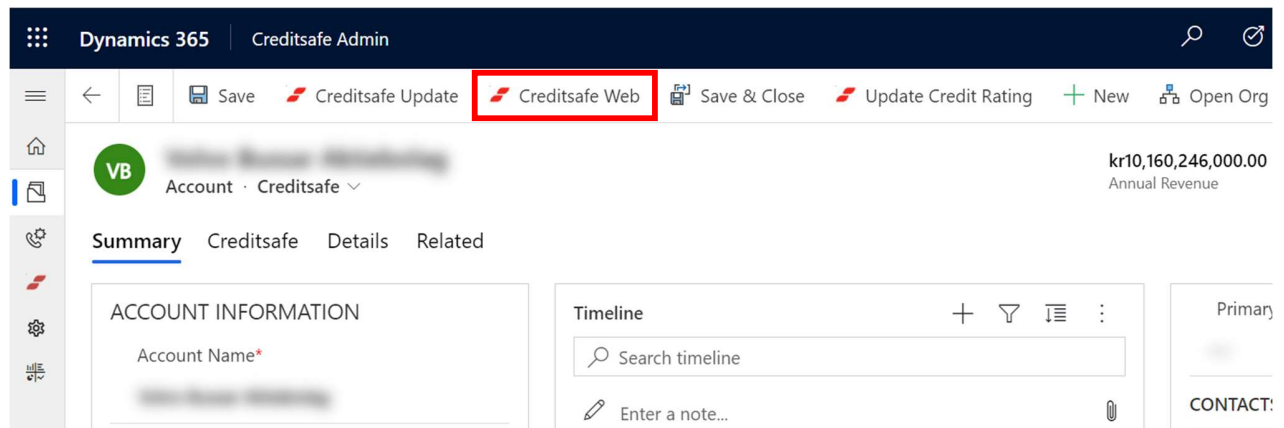 Dynamics 365 Creditsafe Admin
Save Creditsafe Update Creditsafe Web Save & Close Update Credit Rating New Open Org
VB
Account · Creditsafe
kr10,160,246,000.00
Annual Revenue
Summary Creditsafe Details Related
ACCOUNT INFORMATION
Account Name*
Timeline
Search timeline
Enter a note...
Primary
CONTACTS